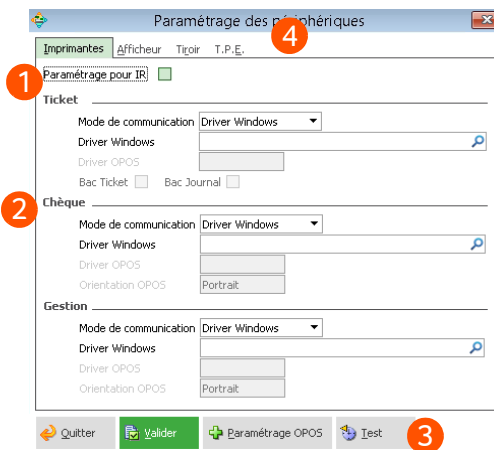 Paramétrage des périphériques
4
Imprimantes Afficheur Tiroir T.P.E.
1
Paramétrage pour IR
Ticket
Mode de communication Driver Windows
Driver Windows
Driver OPOS
Bac Ticket Bac Journal
2
Chèque
Mode de communication Driver Windows
Driver Windows
Driver OPOS
Orientation OPOS Portrait
Gestion
Mode de communication Driver Windows
Driver Windows
Driver OPOS
Orientation OPOS Portrait
Quitter Valider Paramétrage OPOS Test 3